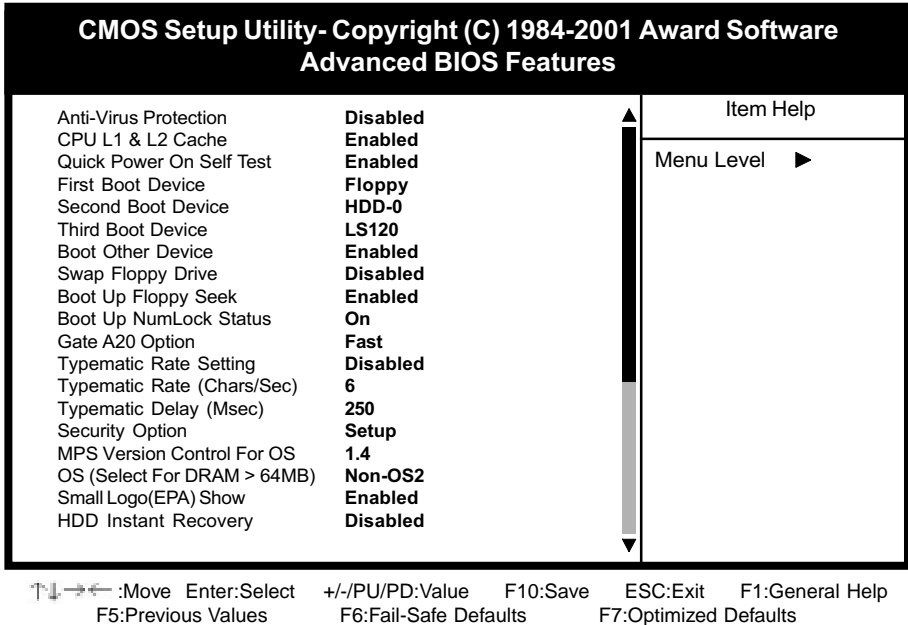 CMOS Setup Utility- Copyright (C) 1984-2001 Award Software
Advanced BIOS Features
Anti-Virus Protection Disabled
CPU L1 & L2 Cache Enabled
Quick Power On Self Test Enabled
First Boot Device Floppy
Second Boot Device HDD-0
Third Boot Device LS120
Boot Other Device Enabled
Swap Floppy Drive Disabled
Boot Up Floppy Seek Enabled
Boot Up NumLock Status On
Gate A20 Option Fast
Typematic Rate Setting Disabled
Typematic Rate (Chars/Sec) 6
Typematic Delay (Msec) 250
Security Option Setup
MPS Version Control For OS 1.4
OS (Select For DRAM > 64MB) Non-OS2
Small Logo(EPA) Show Enabled
HDD Instant Recovery Disabled
Item Help
Menu Level ▶
↑↓→← :Move Enter:Select +/-/PU/PD:Value F10:Save ESC:Exit F1:General Help
F5:Previous Values F6:Fail-Safe Defaults F7:Optimized Defaults